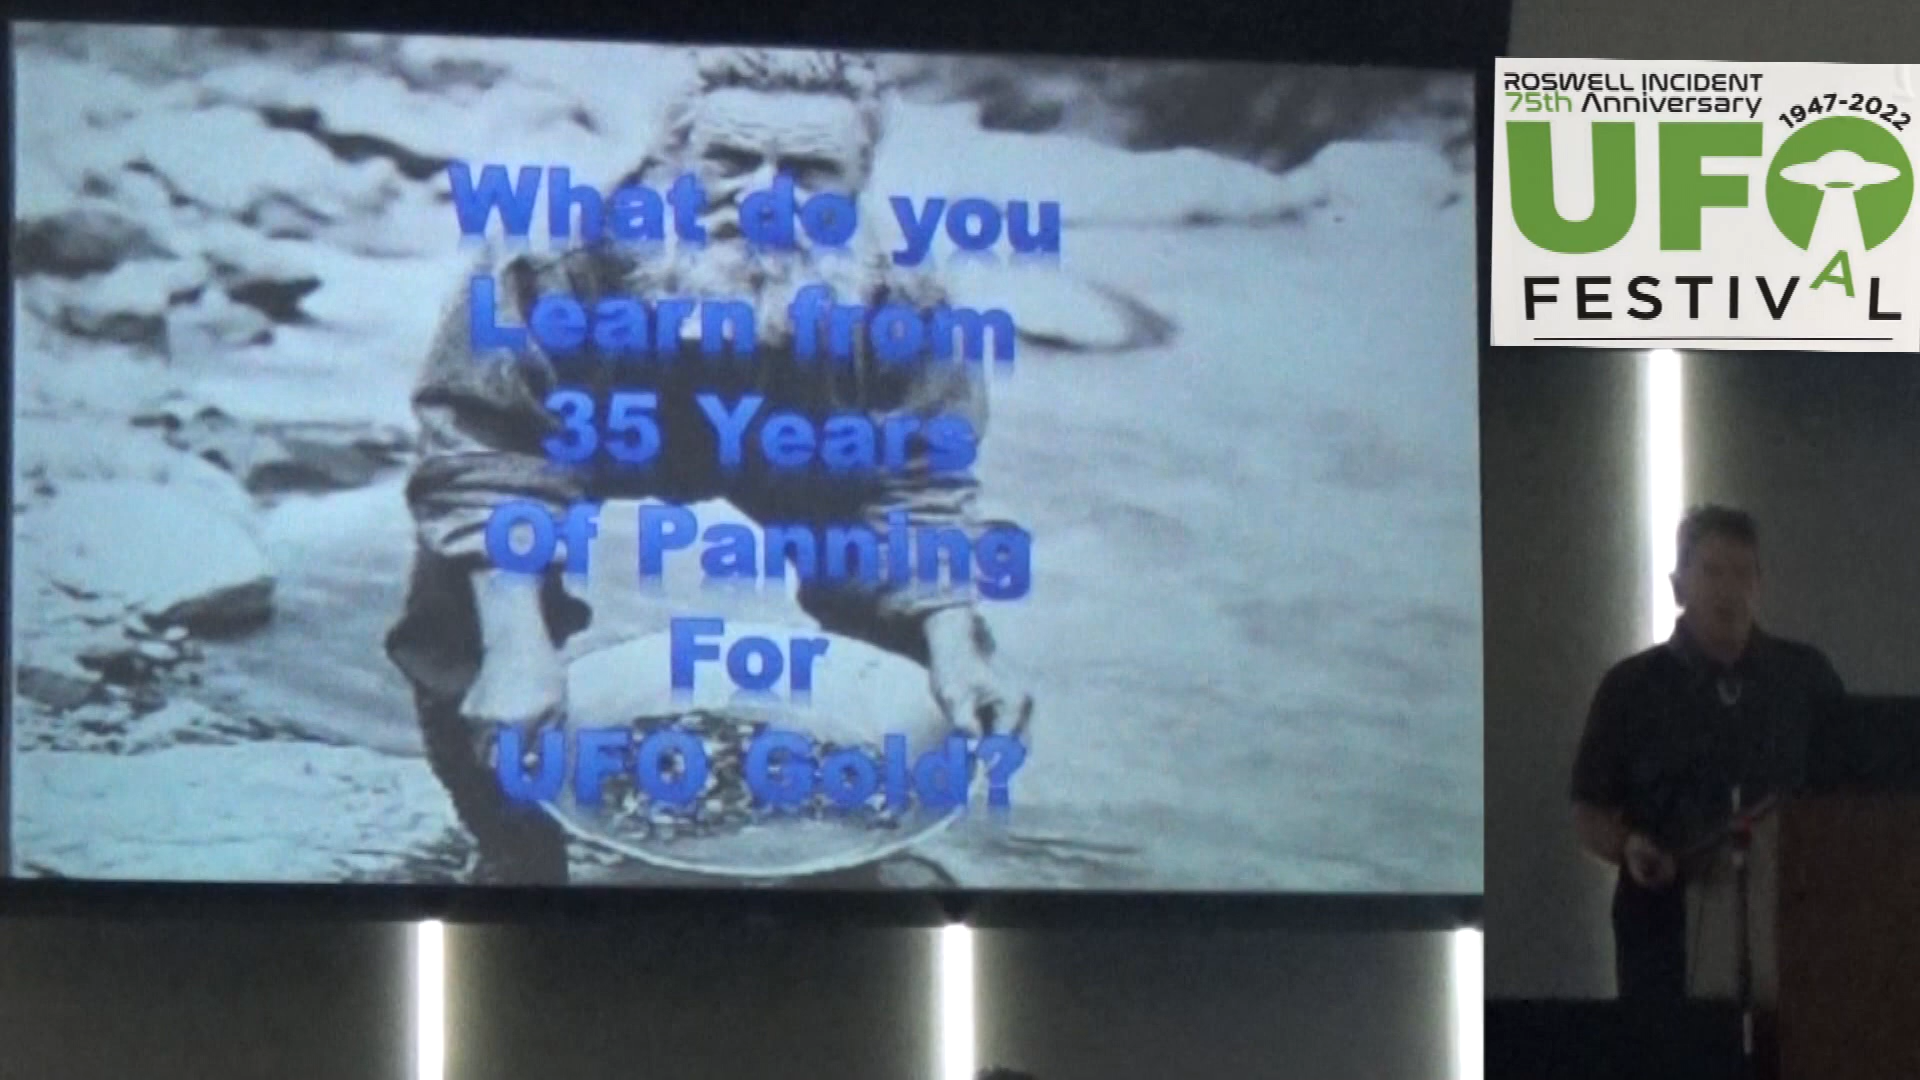 What do you
Learn from
35 Years
Of Panning
For
UFO Gold?
ROSWELL INCIDENT
75th Anniversary
1947-2022
UFO
FESTIVAL